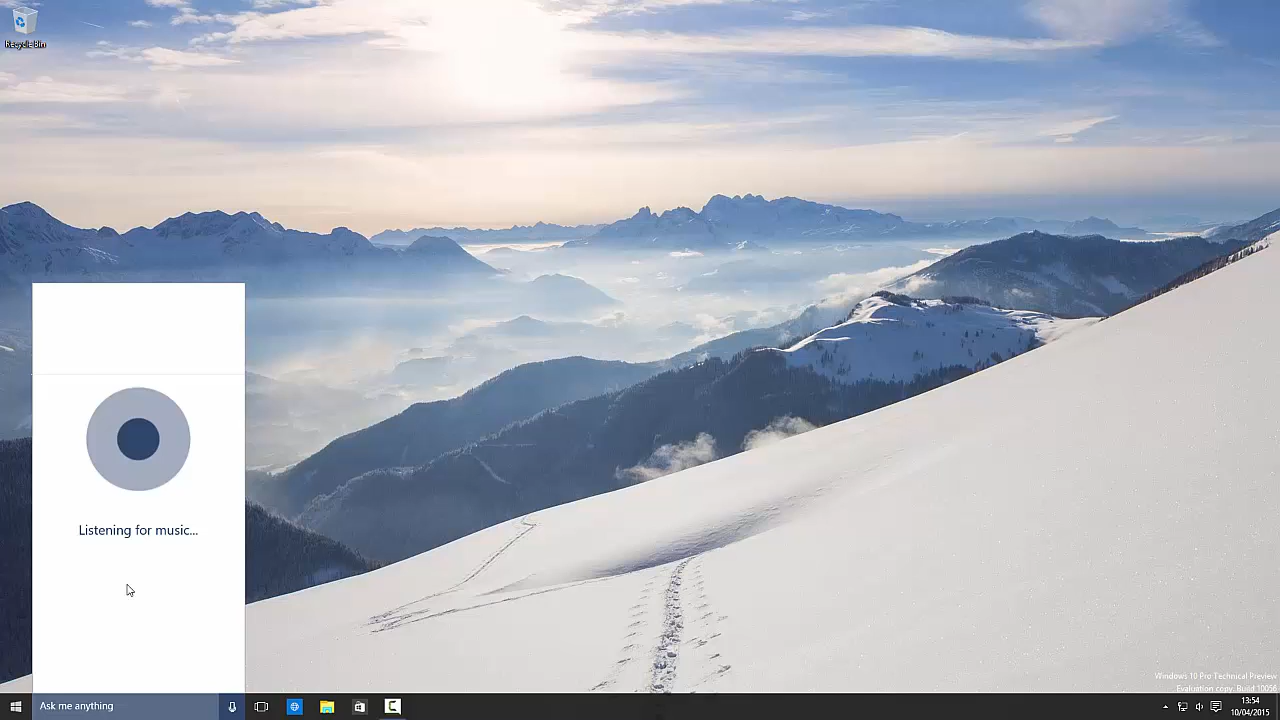 Recycle Bin
Listening for music...
Windows 10 Pro Technical Preview
Evaluation copy. Build 10056
Ask me anything
13:54
10/04/2015